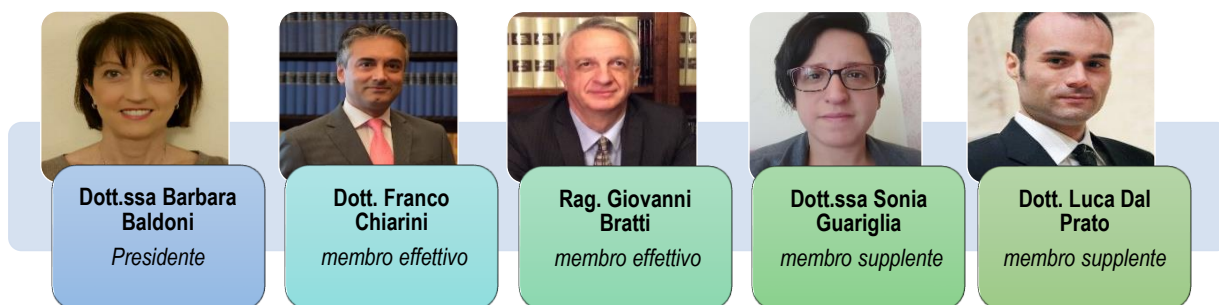 Dott.ssa Barbara
Baldoni
Presidente
Dott. Franco
Chiarini
membro effettivo
Rag. Giovanni
Bratti
membro effettivo
Dott.ssa Sonia
Guariglia
membro supplente
Dott. Luca Dal
Prato
membro supplente